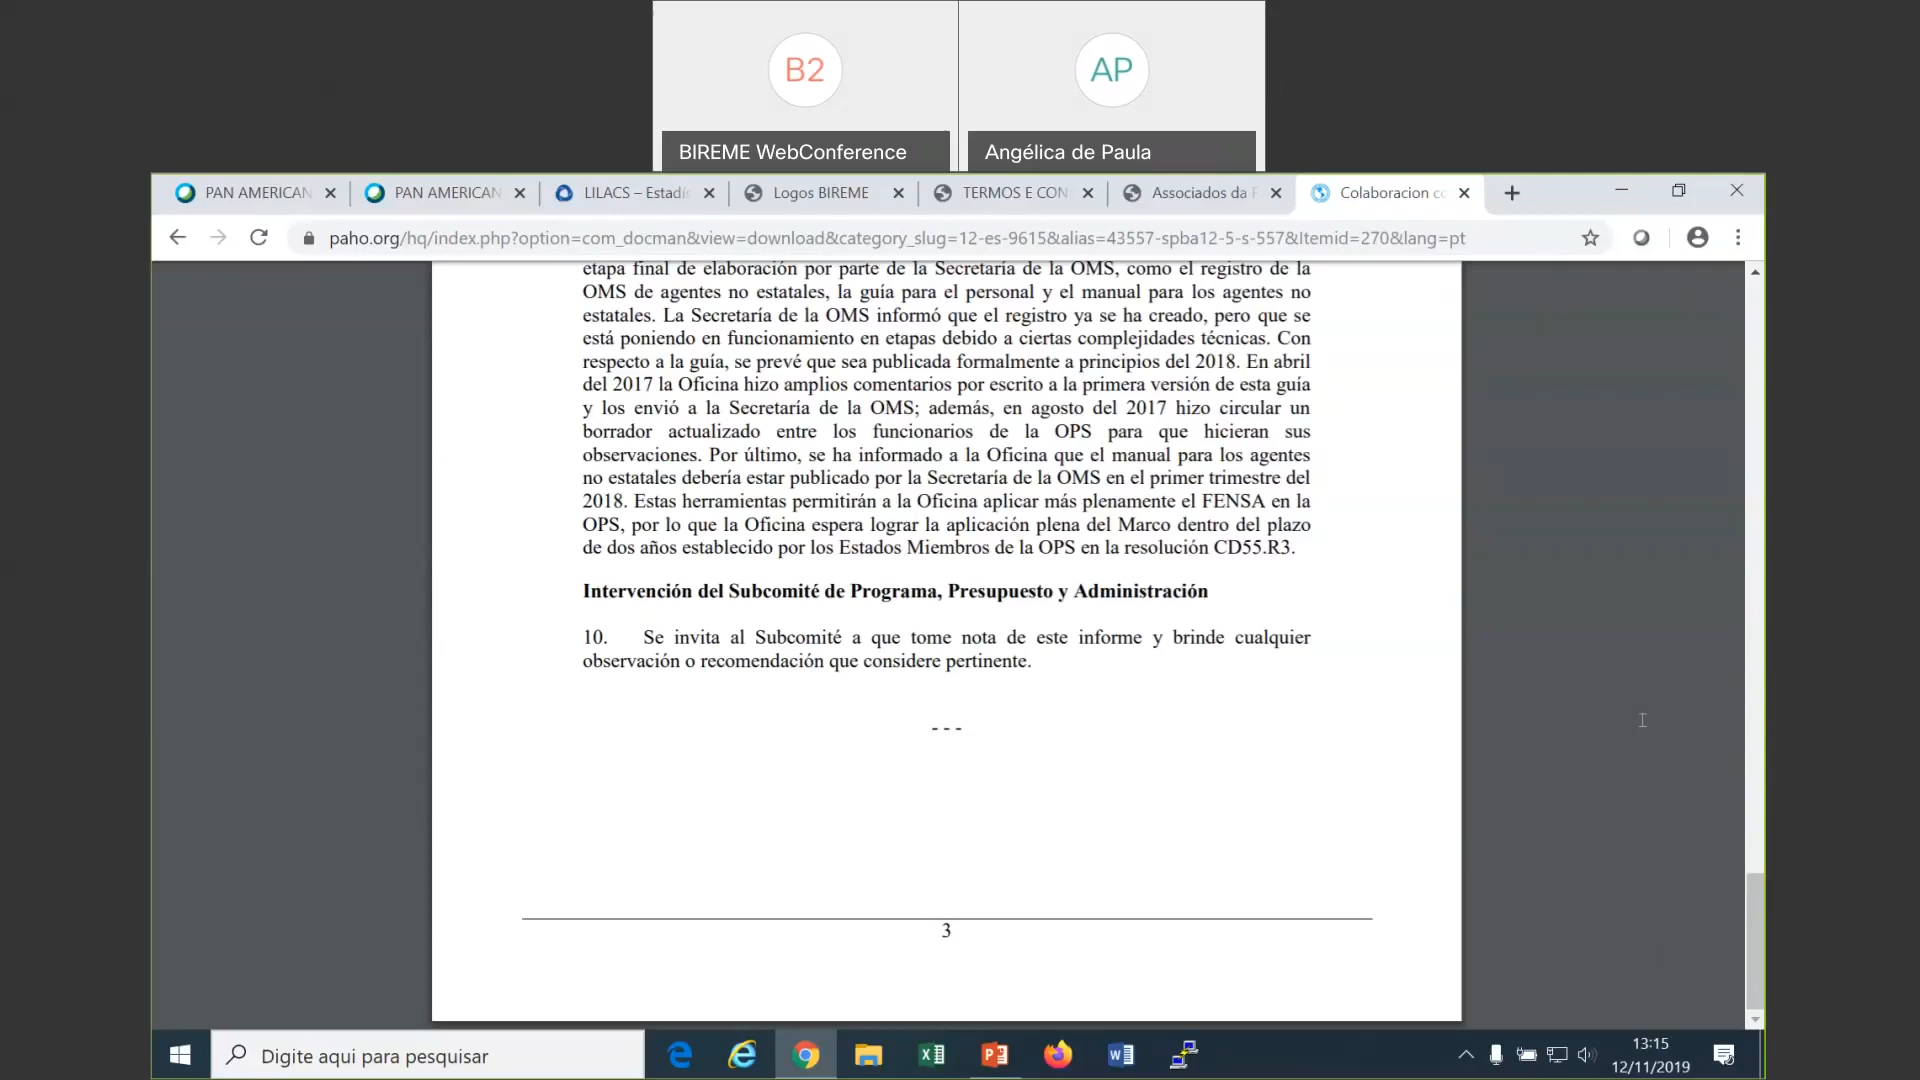 B2
AP
BIREME WebConference
Angélica de Paula
PAN AMERICAN
PAN AMERICAN
LILACS – Estadís
Logos BIREME
TERMOS E CON
Associados da
Colaboracion co
paho.org/hq/index.php?option=com_docman&view=download&category_slug=12-es-9615&alias=43557-spba12-5-s-557&Itemid=270&lang=pt
etapa final de elaboración por parte de la Secretaría de la OMS, como el registro de la
OMS de agentes no estatales, la guía para el personal y el manual para los agentes no
estatales. La Secretaría de la OMS informó que el registro ya se ha creado, pero que se
está poniendo en funcionamiento en etapas debido a ciertas complejidades técnicas. Con
respecto a la guía, se prevé que sea publicada formalmente a principios del 2018. En abril
del 2017 la Oficina hizo amplios comentarios por escrito a la primera versión de esta guía
y los envió a la Secretaría de la OMS; además, en agosto del 2017 hizo circular un
borrador actualizado entre los funcionarios de la OPS para que hicieran sus
observaciones. Por último, se ha informado a la Oficina que el manual para los agentes
no estatales debería estar publicado por la Secretaría de la OMS en el primer trimestre del
2018. Estas herramientas permitirán a la Oficina aplicar más plenamente el FENSA en la
OPS, por lo que la Oficina espera lograr la aplicación plena del Marco dentro del plazo
de dos años establecido por los Estados Miembros de la OPS en la resolución CD55.R3.
Intervención del Subcomité de Programa, Presupuesto y Administración
10. Se invita al Subcomité a que tome nota de este informe y brinde cualquier
observación o recomendación que considere pertinente.
- - -
3
Digite aqui para pesquisar
13:15
12/11/2019